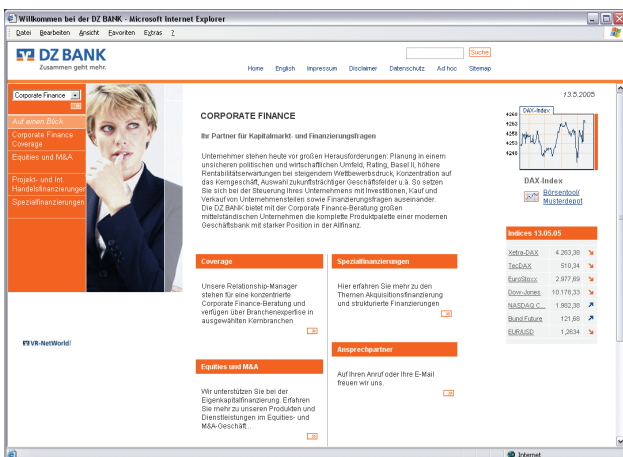 Willkommen bei der DZ BANK - Microsoft Internet Explorer
Datei Bearbeiten Ansicht Favoriten Extras ?
DZ BANK
Zusammen geht mehr.
Suche
Home English Impressum Disclaimer Datenschutz Ad hoc Sitemap
Corporate Finance
Auf einen Blick
Corporate Finance
Coverage
Equities und M&A
Projekt- und Int.
Handelsfinanzierungen
Spezialfinanzierungen
VR-NetWorld
CORPORATE FINANCE
Ihr Partner für Kapitalmarkt- und Finanzierungsfragen
Unternehmer stehen heute vor großen Herausforderungen: Planung in einem
unsicheren politischen und wirtschaftlichen Umfeld, Rating, Basel II, höhere
Rentabilitätserwartungen bei steigendem Wettbewerbsdruck, Konzentration auf
das Kerngeschäft, Auswahl zukunftsträchtiger Geschäftsfelder u.ä. So setzen
Sie sich bei der Steuerung Ihres Unternehmens mit Investitionen, Kauf und
Verkauf von Unternehmensteilen sowie Finanzierungsfragen auseinander.
Die DZ BANK bietet mit der Corporate Finance-Beratung großen
mittelständischen Unternehmen die komplette Produktpalette einer modernen
Geschäftsbank mit starker Position in der Allfinanz.
Coverage
Unsere Relationship-Manager
stehen für eine konzentrierte
Corporate Finance-Beratung und
verfügen über Branchenexpertise in
ausgewählten Kernbranchen
Equities und M&A
Wir unterstützen Sie bei der
Eigenkapitalfinanzierung. Erfahren
Sie mehr zu unseren Produkten und
Dienstleistungen im Equities- und
M&A-Geschäft...
Spezialfinanzierungen
Hier erfahren Sie mehr zu den
Themen Akquisitionsfinanzierung
und strukturierte Finanzierungen
Ansprechpartner
Auf Ihren Anruf oder Ihre E-Mail
freuen wir uns.
13.5.2005
DAX-Index
DAX-Index
Börsentool/
Musterdepot
Indices 13.05.05
Xetra-DAX 4.263,38
TecDAX 510,34
EuroStoxx 2.977,69
Dow-Jones 10.178,33
NASDAQ C... 1.982,38
Bund Future 121,68
EUR/USD 1,2634
Internet